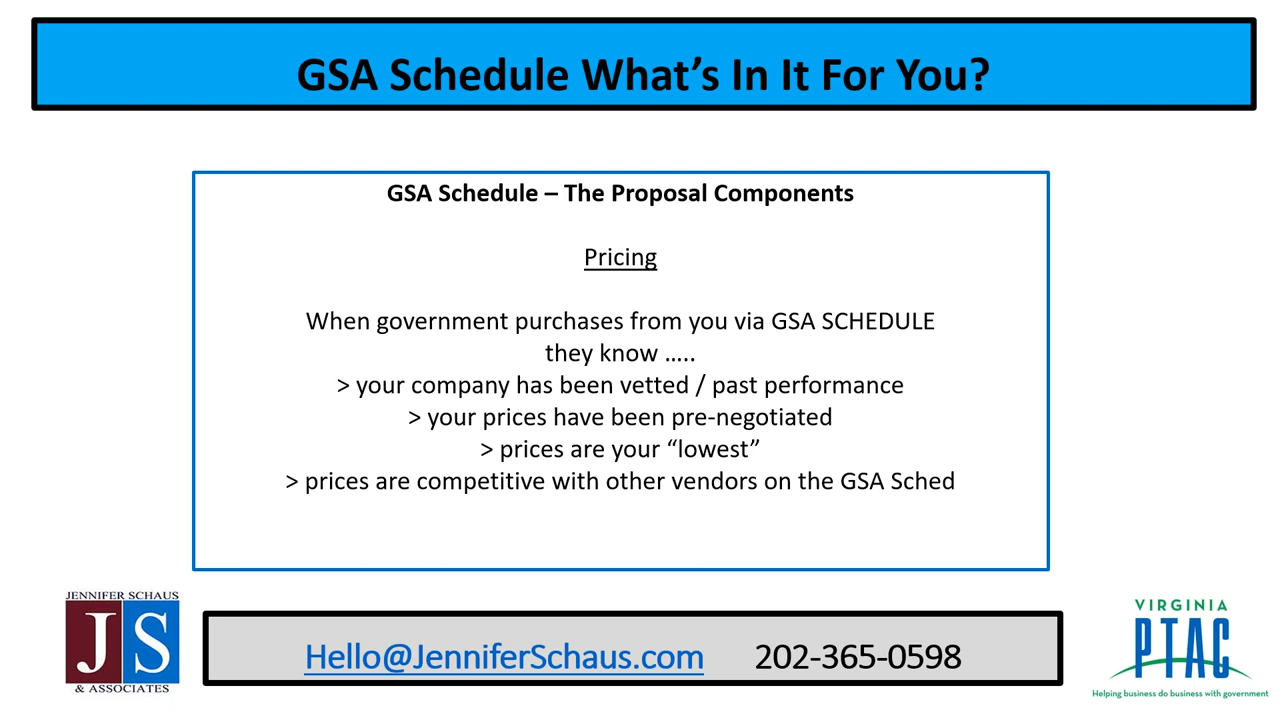 GSA Schedule What’s In It For You?
GSA Schedule – The Proposal Components
Pricing
When government purchases from you via GSA SCHEDULE
they know …..
> your company has been vetted / past performance
> your prices have been pre-negotiated
> prices are your “lowest”
> prices are competitive with other vendors on the GSA Sched
JENNIFER SCHAUS
JS
& ASSOCIATES
Hello@JenniferSchaus.com 202-365-0598
VIRGINIA
PTAC
Helping business do business with government